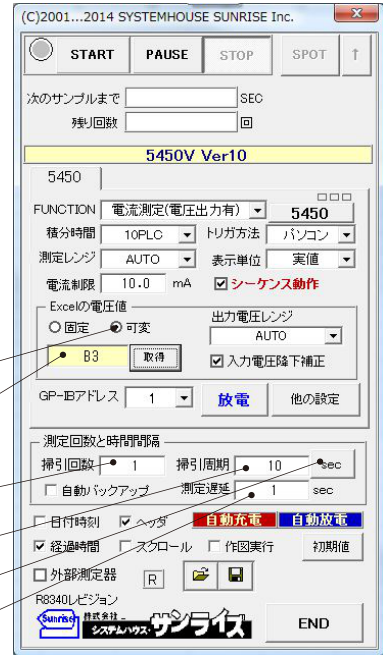 (C)2001...2014 SYSTEMHOUSE SUNRISE Inc. X
START PAUSE STOP SPOT ↑
次のサンプルまで SEC
残り回数 回
5450V Ver10
5450
FUNCTION 電流測定(電圧出力有) 5450
積分時間 10PLC トリガ方法 パソコン
測定レンジ AUTO 表示単位 実値
電流制限 10.0 mA シーケンス動作
Excelの電圧値 出力電圧レンジ
固定 可変 AUTO
B3 取得 入力電圧降下補正
GP-IBアドレス 1 放電 他の設定
測定回数と時間間隔
掃引回数 1 掃引周期 10 sec
自動バックアップ 測定遅延 1 sec
日付時刻 ヘッダ 自動充電 自動放電
経過時間 スクロール 作図実行 初期値
外部測定器 R
R8340レビジョン
Sunrise 株式会社 システムハウス・サンライズ END